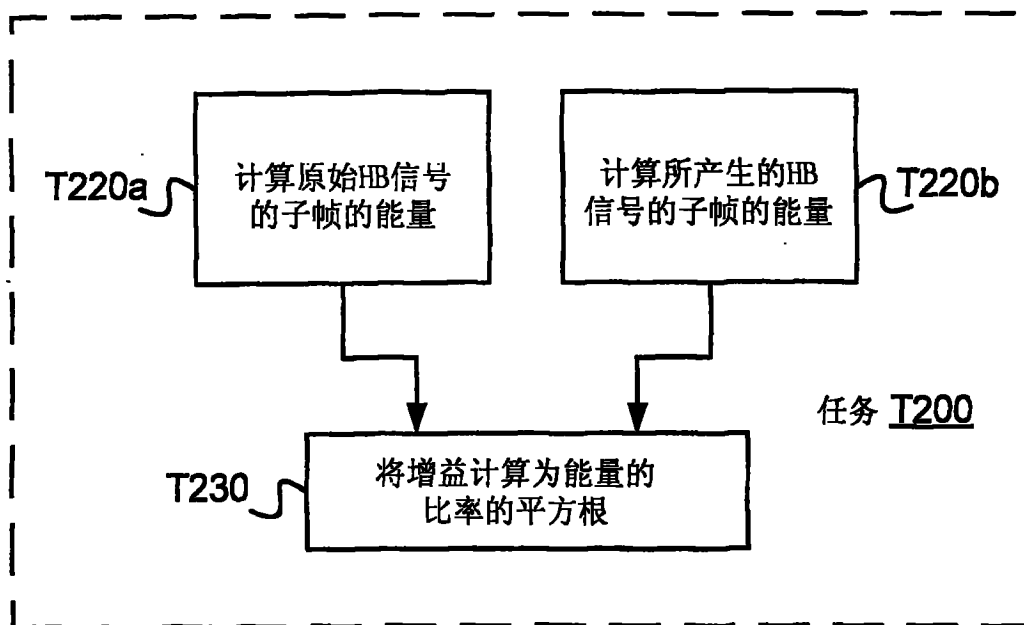 T220a
计算原始HB信号
的子帧的能量
计算所产生的HB
信号的子帧的能量
T220b
任务 T200
T230
将增益计算为能量的
比率的平方根